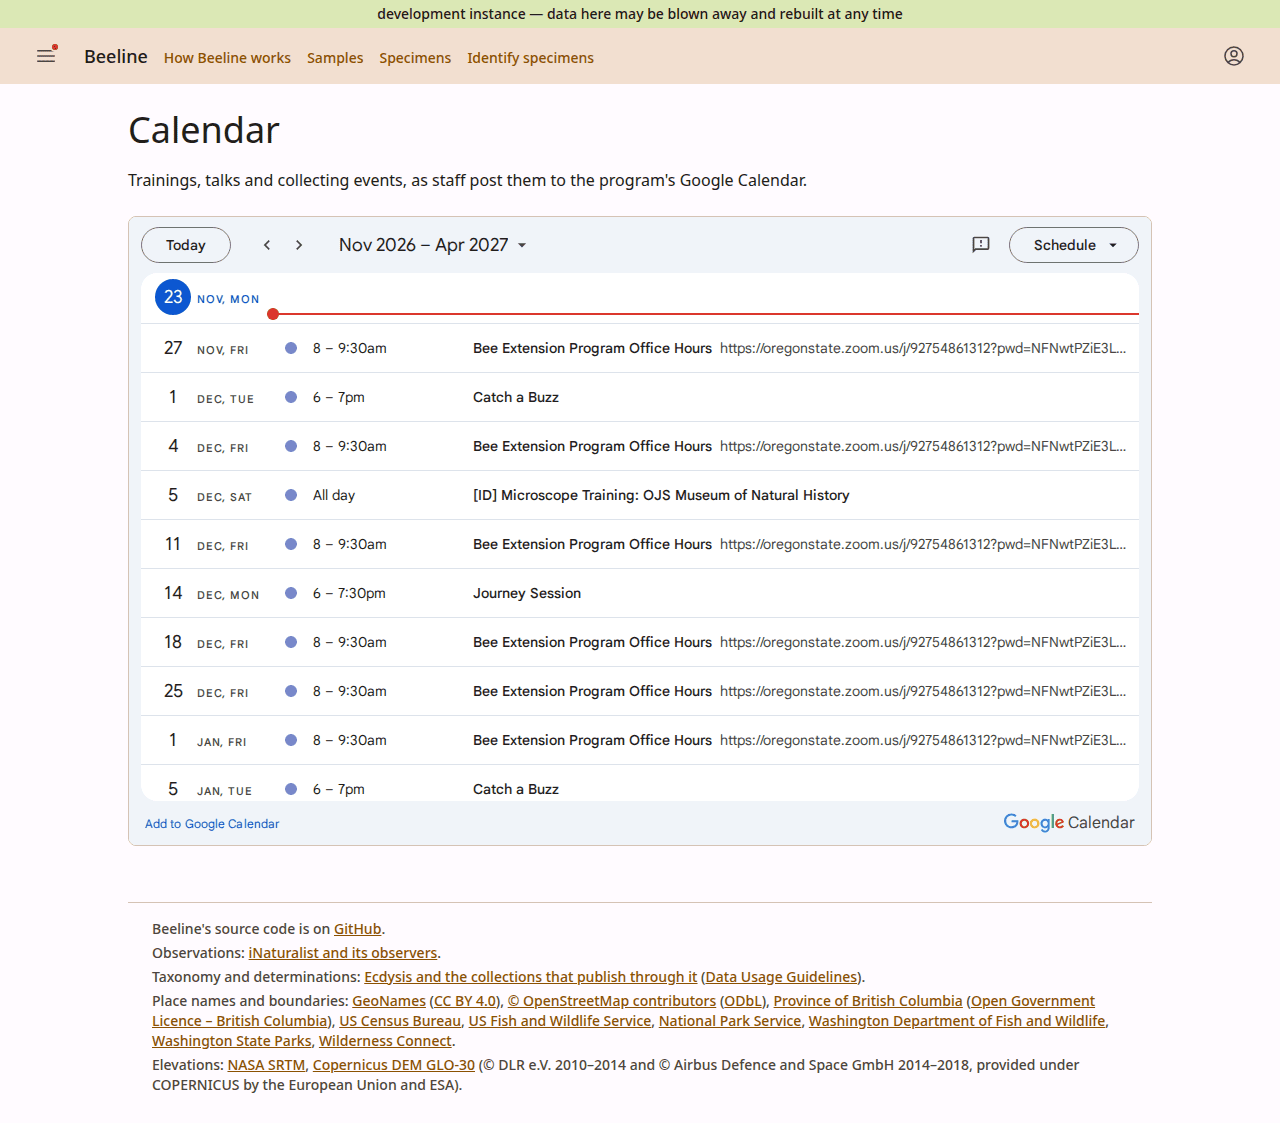 development instance — data here may be blown away and rebuilt at any time
Beeline How Beeline works Samples Specimens Identify specimens
Calendar
Trainings, talks and collecting events, as staff post them to the program's Google Calendar.
Today Nov 2026 – Apr 2027 Schedule
23 NOV, MON
27 NOV, FRI 8 – 9:30am Bee Extension Program Office Hours https://oregonstate.zoom.us/j/92754861312?pwd=NFNwtPZiE3L...
1 DEC, TUE 6 – 7pm Catch a Buzz
4 DEC, FRI 8 – 9:30am Bee Extension Program Office Hours https://oregonstate.zoom.us/j/92754861312?pwd=NFNwtPZiE3L...
5 DEC, SAT All day [ID] Microscope Training: OJS Museum of Natural History
11 DEC, FRI 8 – 9:30am Bee Extension Program Office Hours https://oregonstate.zoom.us/j/92754861312?pwd=NFNwtPZiE3L...
14 DEC, MON 6 – 7:30pm Journey Session
18 DEC, FRI 8 – 9:30am Bee Extension Program Office Hours https://oregonstate.zoom.us/j/92754861312?pwd=NFNwtPZiE3L...
25 DEC, FRI 8 – 9:30am Bee Extension Program Office Hours https://oregonstate.zoom.us/j/92754861312?pwd=NFNwtPZiE3L...
1 JAN, FRI 8 – 9:30am Bee Extension Program Office Hours https://oregonstate.zoom.us/j/92754861312?pwd=NFNwtPZiE3L...
5 JAN, TUE 6 – 7pm Catch a Buzz
Add to Google Calendar Google Calendar
Beeline's source code is on GitHub.
Observations: iNaturalist and its observers.
Taxonomy and determinations: Ecdysis and the collections that publish through it (Data Usage Guidelines).
Place names and boundaries: GeoNames (CC BY 4.0), © OpenStreetMap contributors (ODbL), Province of British Columbia (Open Government
Licence – British Columbia), US Census Bureau, US Fish and Wildlife Service, National Park Service, Washington Department of Fish and Wildlife,
Washington State Parks, Wilderness Connect.
Elevations: NASA SRTM, Copernicus DEM GLO-30 (© DLR e.V. 2010–2014 and © Airbus Defence and Space GmbH 2014–2018, provided under
COPERNICUS by the European Union and ESA).